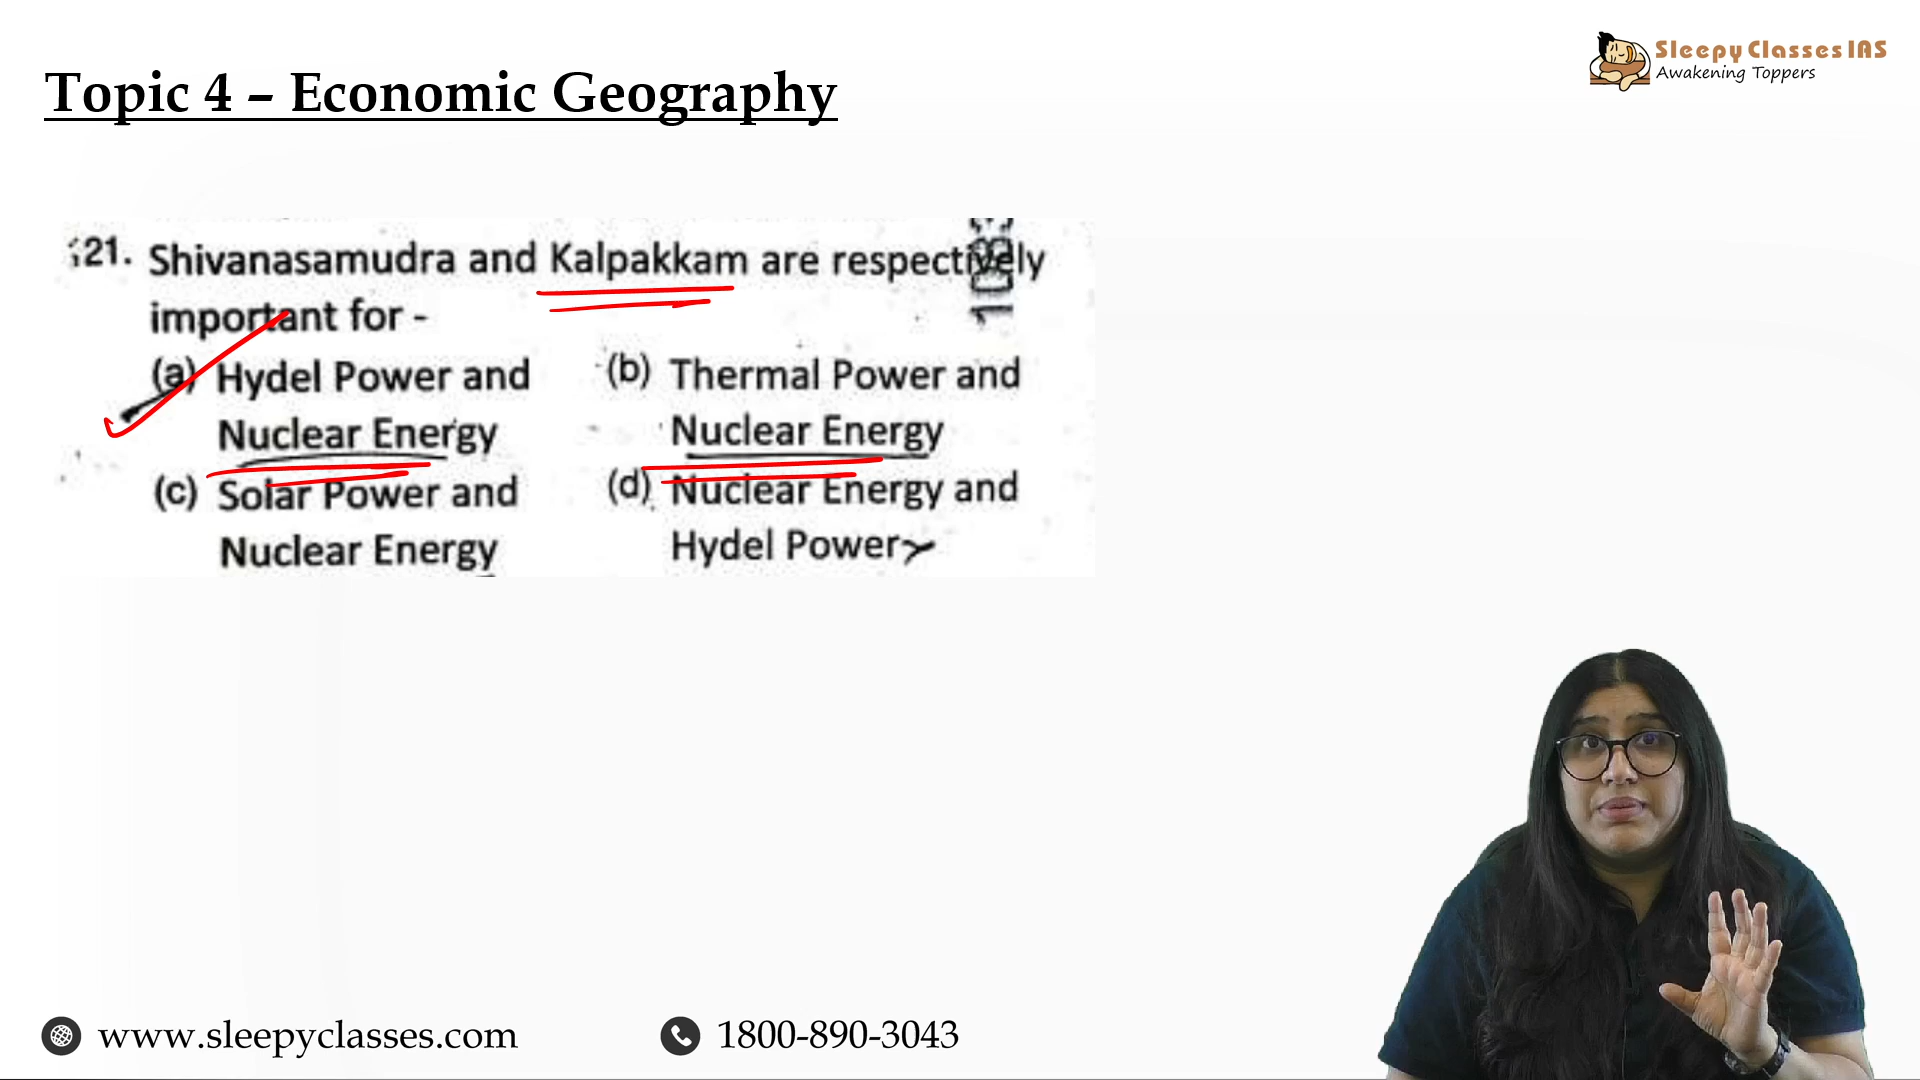 Sleepy Classes IAS
Awakening Toppers
Topic 4 – Economic Geography
21. Shivanasamudra and Kalpakkam are respectively
important for -
(a) Hydel Power and
Nuclear Energy
(b) Thermal Power and
Nuclear Energy
(c) Solar Power and
Nuclear Energy
(d) Nuclear Energy and
Hydel Power
www.sleepyclasses.com
1800-890-3043